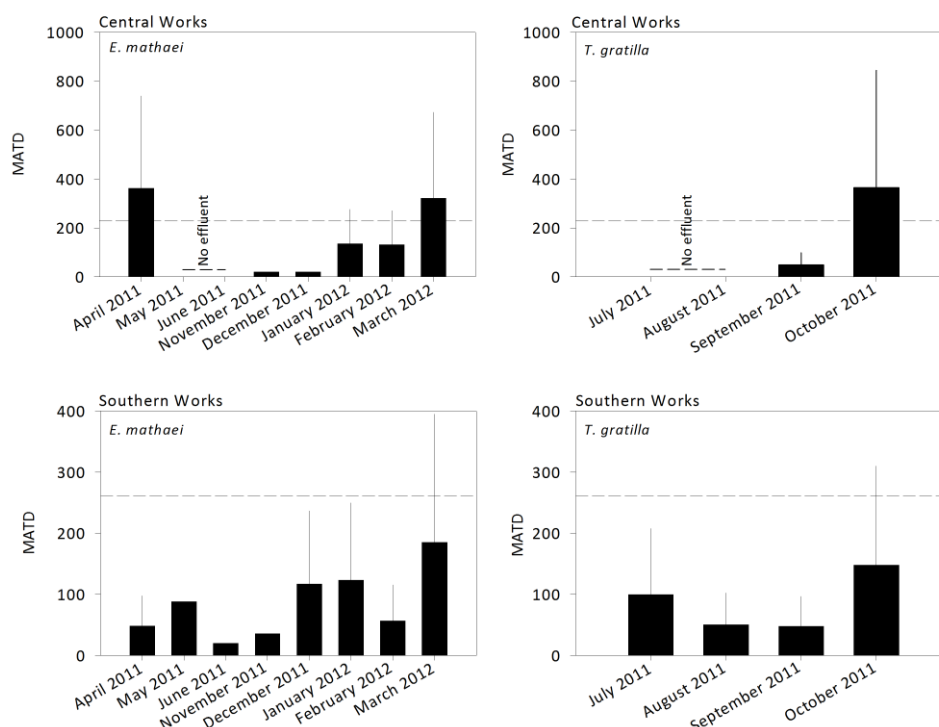 Central Works
E. mathaei
1000
800
600
400
200
0
MATD
No effluent
April 2011
May 2011
June 2011
November 2011
December 2011
January 2012
February 2012
March 2012
Central Works
T. gratilla
1000
800
600
400
200
0
MATD
No effluent
July 2011
August 2011
September 2011
October 2011
Southern Works
E. mathaei
400
300
200
100
0
MATD
April 2011
May 2011
June 2011
November 2011
December 2011
January 2012
February 2012
March 2012
Southern Works
T. gratilla
400
300
200
100
0
MATD
July 2011
August 2011
September 2011
October 2011